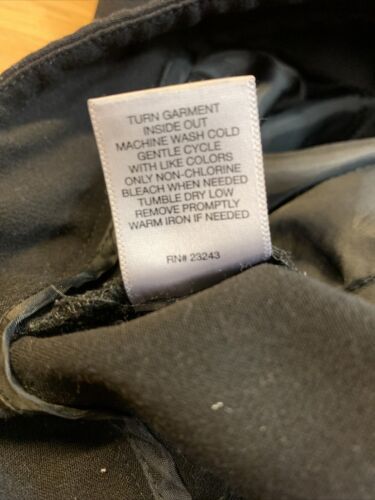 TURN GARMENT
INSIDE OUT
MACHINE WASH COLD
GENTLE CYCLE
WITH LIKE COLORS
ONLY NON-CHLORINE
BLEACH WHEN NEEDED
TUMBLE DRY LOW
REMOVE PROMPTLY
WARM IRON IF NEEDED
RN# 23243